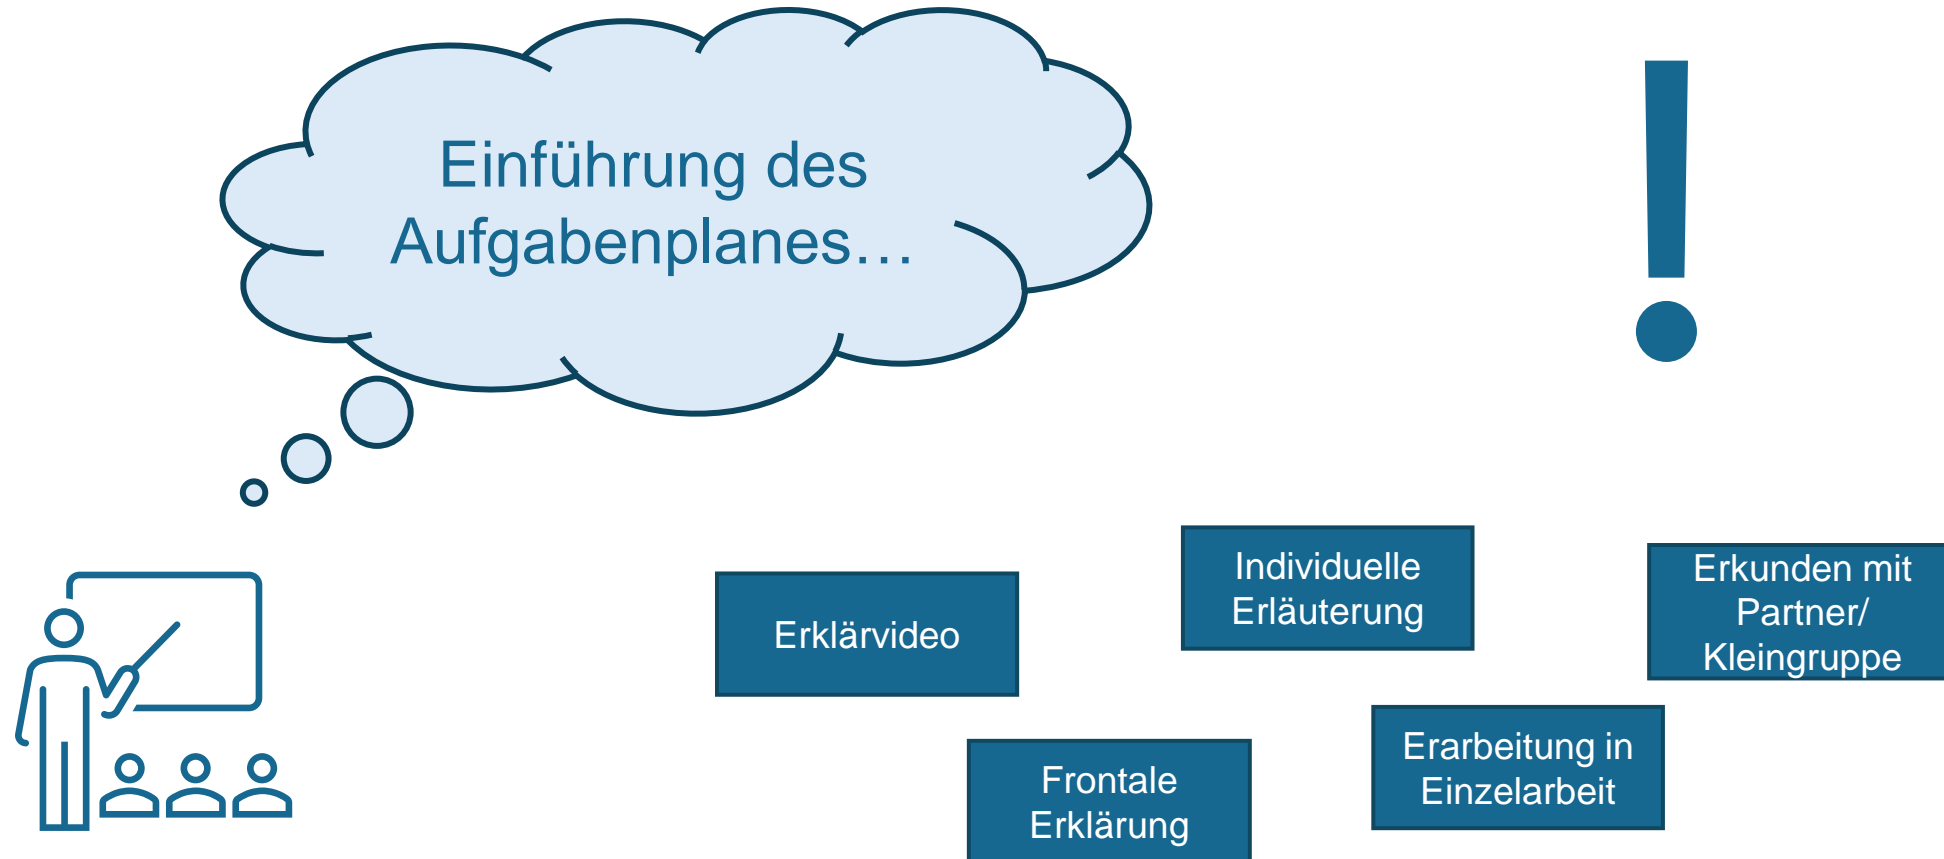 Einführung des
Aufgabenplanes…
!
Individuelle
Erläuterung
Erkunden mit
Partner/
Kleingruppe
Erklärvideo
Erarbeitung in
Einzelarbeit
Frontale
Erklärung